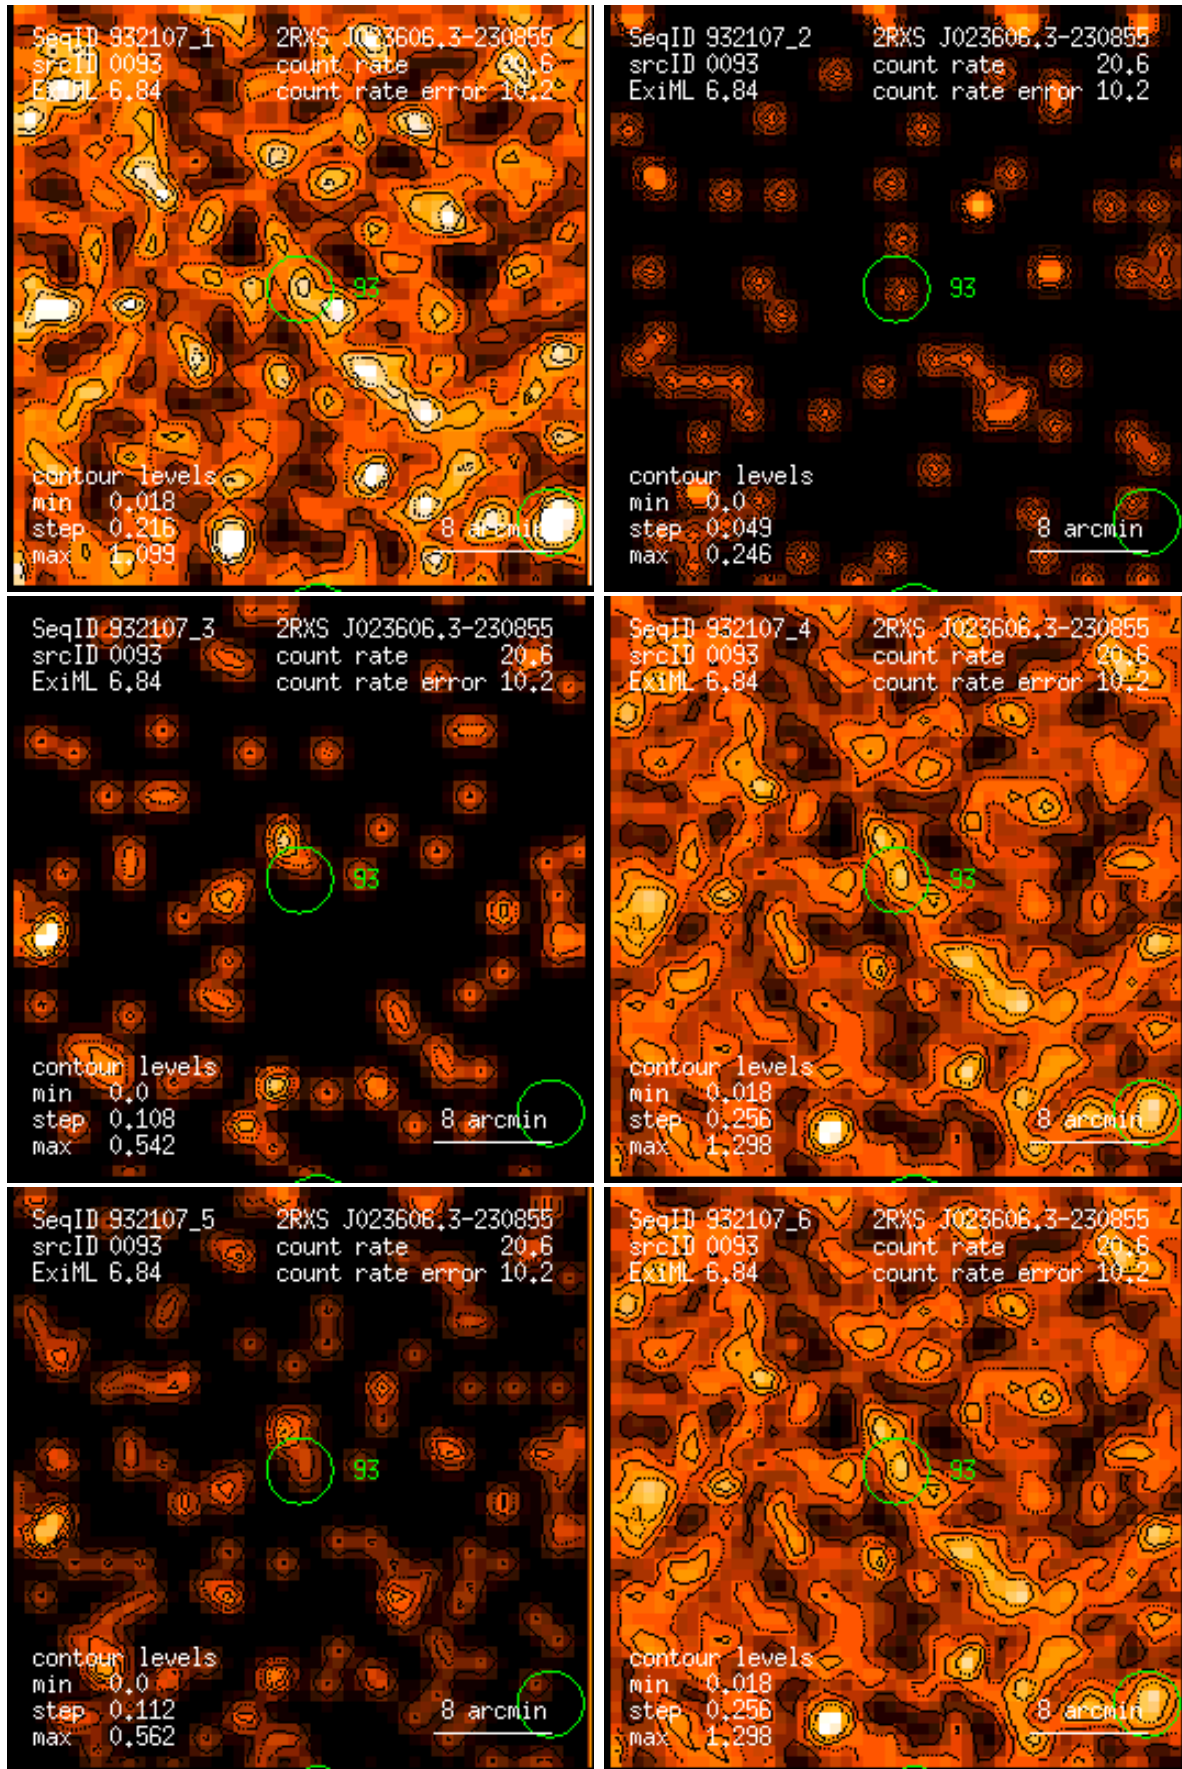 SeqID 932107_1 2RXS J023606.3-230855
srcID 0093 count rate 20.6
ExiML 6.84 count rate error 10.2
93
contour levels
min 0.018
step 0.216 8 arcmin
max 1.099
SeqID 932107_2 2RXS J023606.3-230855
srcID 0093 count rate 20.6
ExiML 6.84 count rate error 10.2
93
contour levels
min 0.0
step 0.049 8 arcmin
max 0.246
SeqID 932107_3 2RXS J023606.3-230855
srcID 0093 count rate 20.6
ExiML 6.84 count rate error 10.2
93
contour levels
min 0.0
step 0.108 8 arcmin
max 0.542
SeqID 932107_4 2RXS J023606.3-230855
srcID 0093 count rate 20.6
ExiML 6.84 count rate error 10.2
93
contour levels
min 0.018
step 0.256 8 arcmin
max 1.298
SeqID 932107_5 2RXS J023606.3-230855
srcID 0093 count rate 20.6
ExiML 6.84 count rate error 10.2
93
contour levels
min 0.0
step 0.112 8 arcmin
max 0.562
SeqID 932107_6 2RXS J023606.3-230855
srcID 0093 count rate 20.6
ExiML 6.84 count rate error 10.2
93
contour levels
min 0.018
step 0.256 8 arcmin
max 1.298